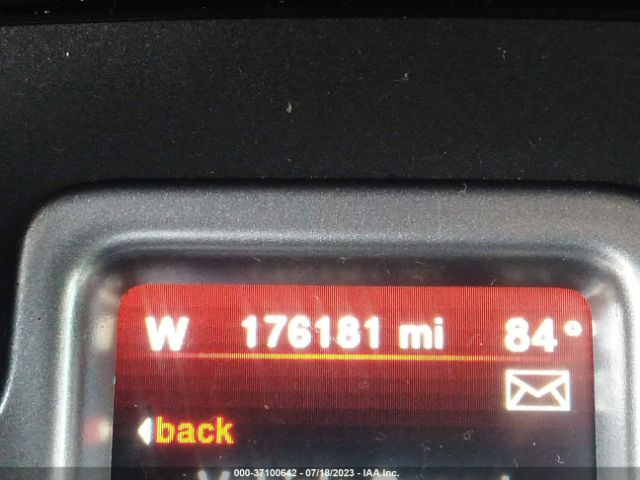 W 176181 mi 84°
back
000-37100642 - 07/18/2023 - IAA Inc.